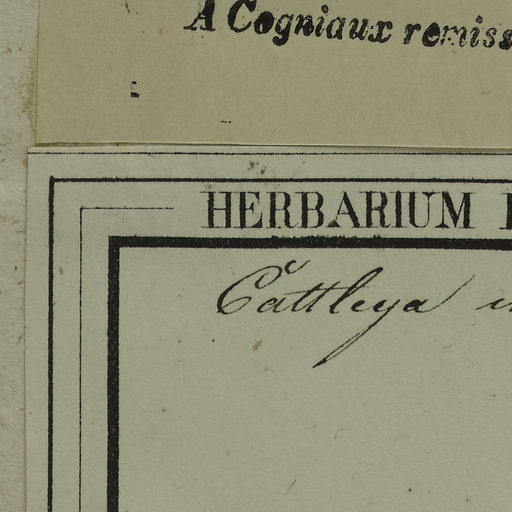 A Cogniaux remiss
HERBARIUM
Cattleya